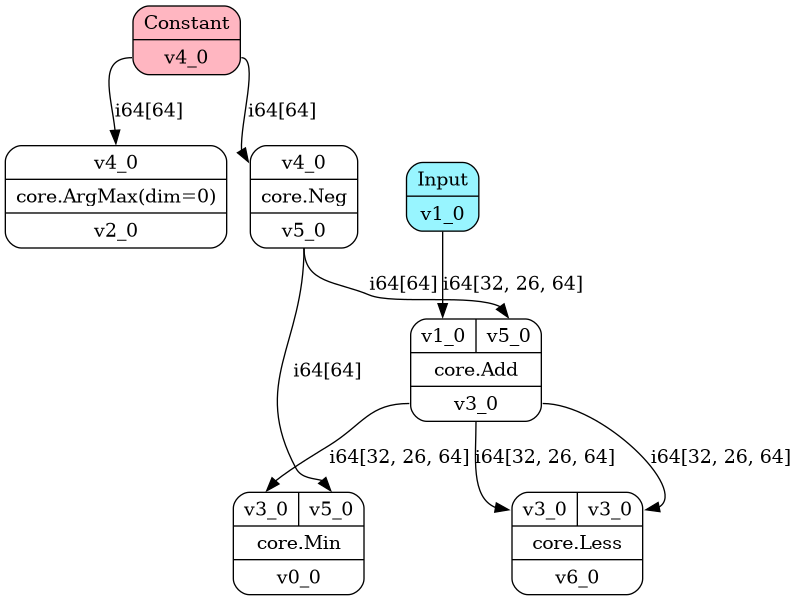 Constant
v4_0
i64[64]
i64[64]
v4_0
core.ArgMax(dim=0)
v2_0
v4_0
core.Neg
v5_0
Input
v1_0
i64[64]
i64[32, 26, 64]
v1_0
v5_0
core.Add
v3_0
i64[64]
i64[32, 26, 64]
i64[32, 26, 64]
i64[32, 26, 64]
v3_0
v5_0
core.Min
v0_0
v3_0
v3_0
core.Less
v6_0